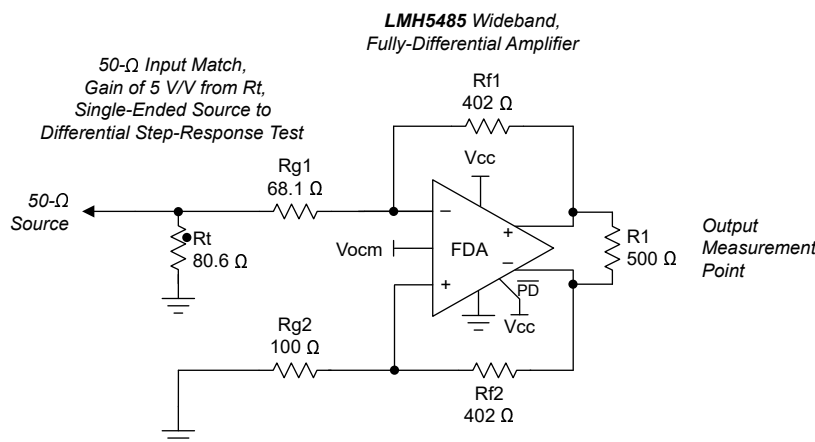 LMH5485 Wideband,
Fully-Differential Amplifier
50-Ω Input Match,
Gain of 5 V/V from Rt,
Single-Ended Source to
Differential Step-Response Test
Rf1
402 Ω
Vcc
Rg1
68.1 Ω
50-Ω
Source
Rt
80.6 Ω
Vocm
−
+
FDA
+
−
PD
Vcc
R1
500 Ω
Output
Measurement
Point
Rg2
100 Ω
Rf2
402 Ω